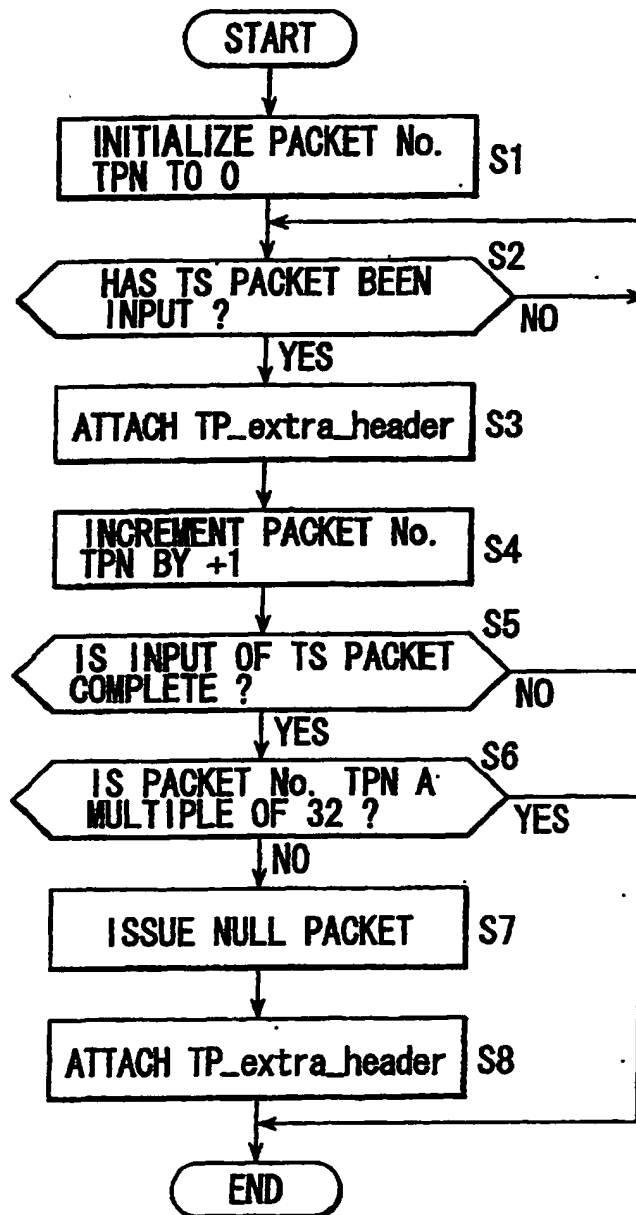 START
INITIALIZE PACKET No.
TPN TO 0
S1
S2
HAS TS PACKET BEEN
INPUT ?
NO
YES
ATTACH TP_extra_header
S3
INCREMENT PACKET No.
TPN BY +1
S4
S5
IS INPUT OF TS PACKET
COMPLETE ?
NO
YES
S6
IS PACKET No. TPN A
MULTIPLE OF 32 ?
YES
NO
ISSUE NULL PACKET
S7
ATTACH TP_extra_header
S8
END